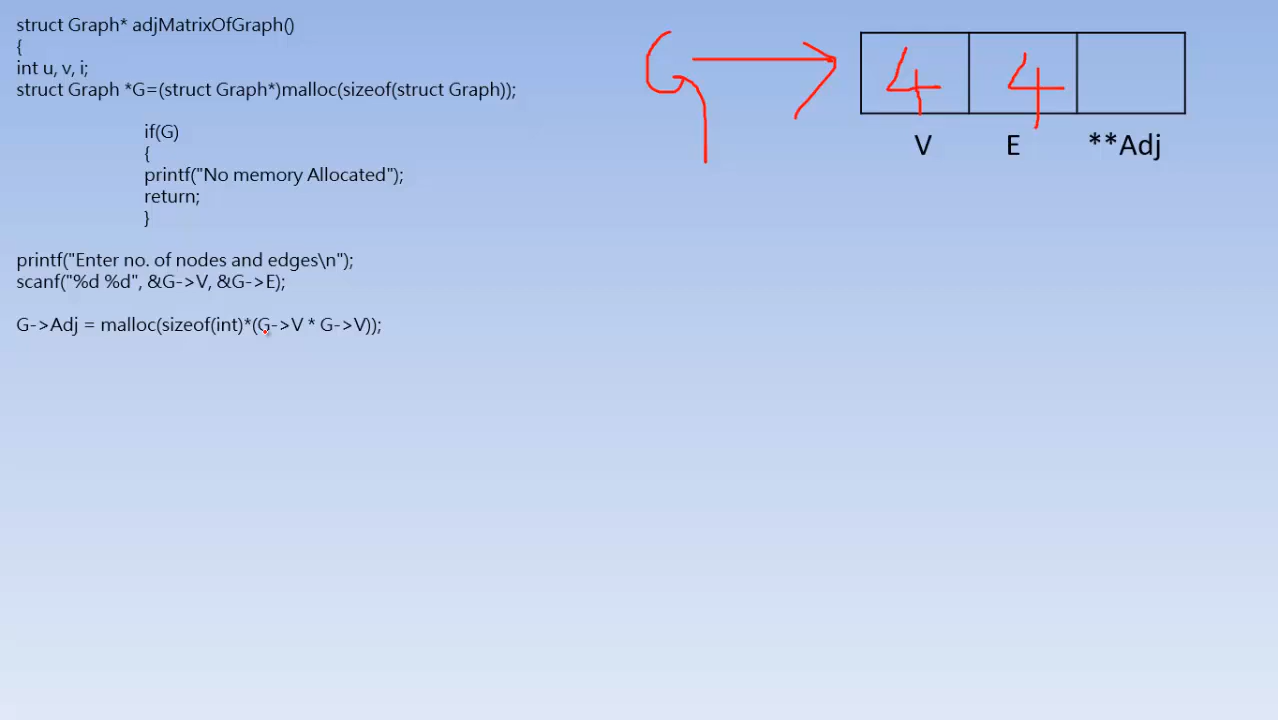 struct Graph* adjMatrixOfGraph()
{
int u, v, i;
struct Graph *G=(struct Graph*)malloc(sizeof(struct Graph));
if(G)
{
printf("No memory Allocated");
return;
}
printf("Enter no. of nodes and edges\n");
scanf("%d %d", &G->V, &G->E);
G->Adj = malloc(sizeof(int)*(G->V * G->V));
G
4 4
V E **Adj